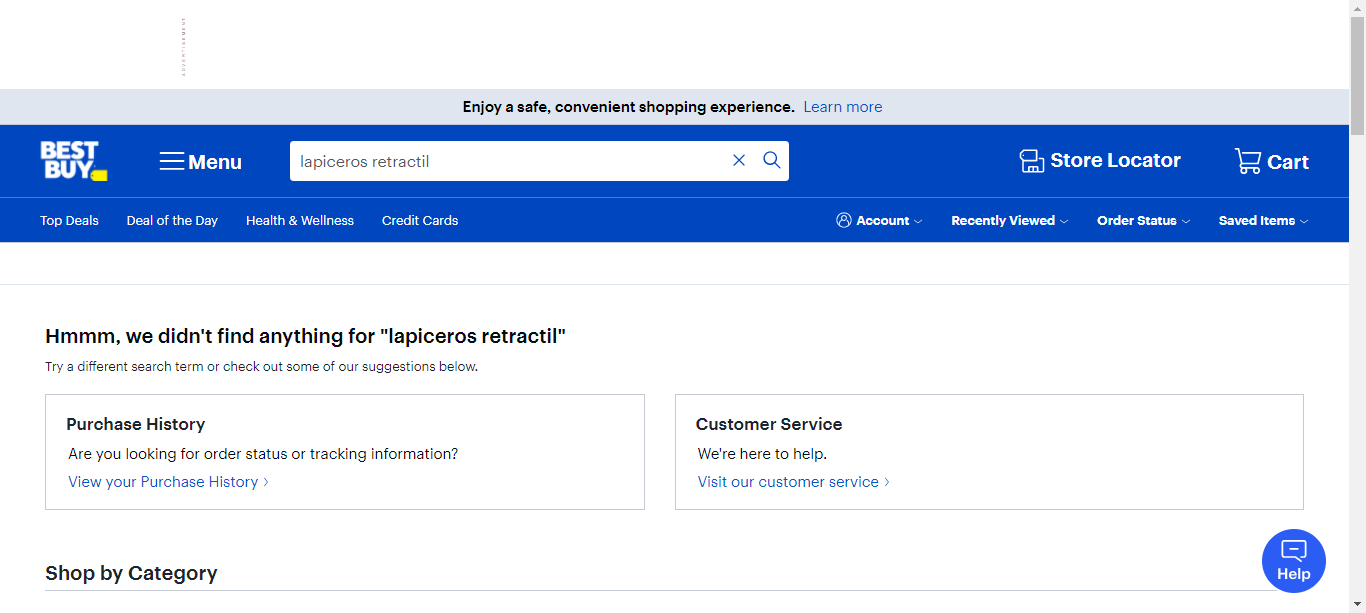 ADVERTISEMENT
Enjoy a safe, convenient shopping experience. Learn more
BEST BUY
Menu
lapiceros retractil
Store Locator
Cart
Top Deals Deal of the Day Health & Wellness Credit Cards Account Recently Viewed Order Status Saved Items
Hmmm, we didn't find anything for "lapiceros retractil"
Try a different search term or check out some of our suggestions below.
Purchase History
Are you looking for order status or tracking information?
View your Purchase History
Customer Service
We're here to help.
Visit our customer service
Shop by Category
Help